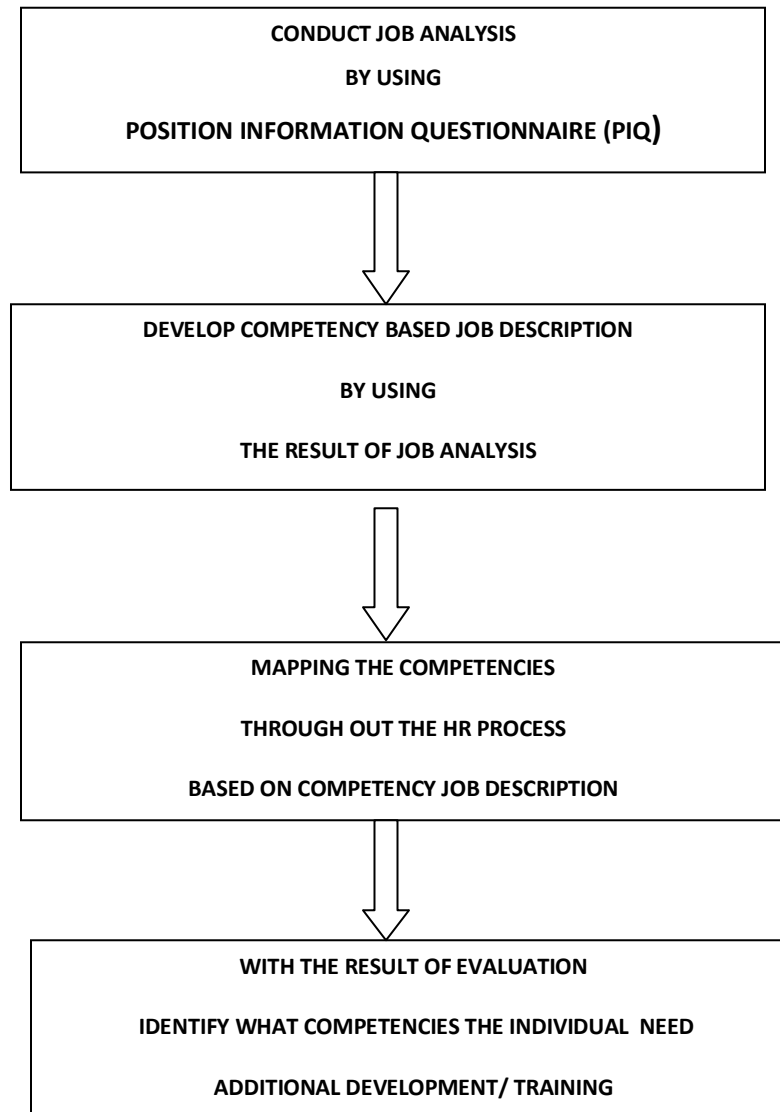 CONDUCT JOB ANALYSIS
BY USING
POSITION INFORMATION QUESTIONNAIRE (PIQ)
DEVELOP COMPETENCY BASED JOB DESCRIPTION
BY USING
THE RESULT OF JOB ANALYSIS
MAPPING THE COMPETENCIES
THROUGH OUT THE HR PROCESS
BASED ON COMPETENCY JOB DESCRIPTION
WITH THE RESULT OF EVALUATION
IDENTIFY WHAT COMPETENCIES THE INDIVIDUAL NEED
ADDITIONAL DEVELOPMENT/ TRAINING